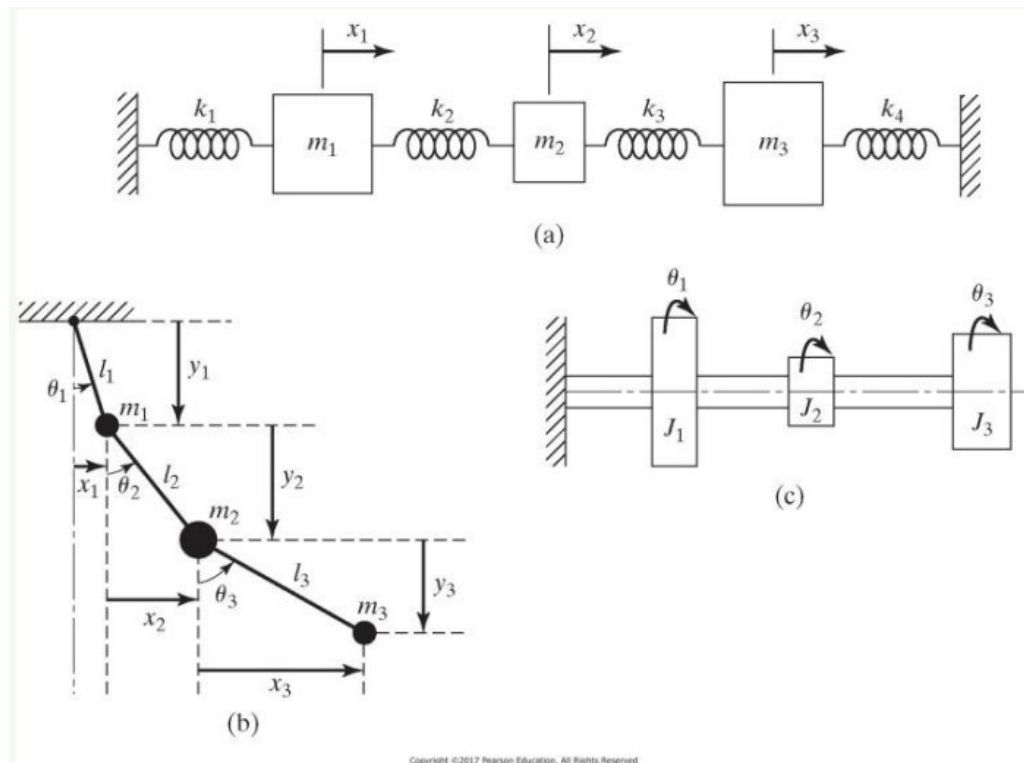 x₁ x₂ x₃
k₁ k₂ k₃ k₄
m₁ m₂ m₃
(a)
θ₁ l₁ y₁
m₁
x₁ θ₂ l₂ y₂
m₂
θ₃ l₃ y₃
x₂ m₃
x₃
(b)
θ₁ θ₂ θ₃
J₁ J₂ J₃
(c)
Copyright ©2017 Pearson Education, All Rights Reserved